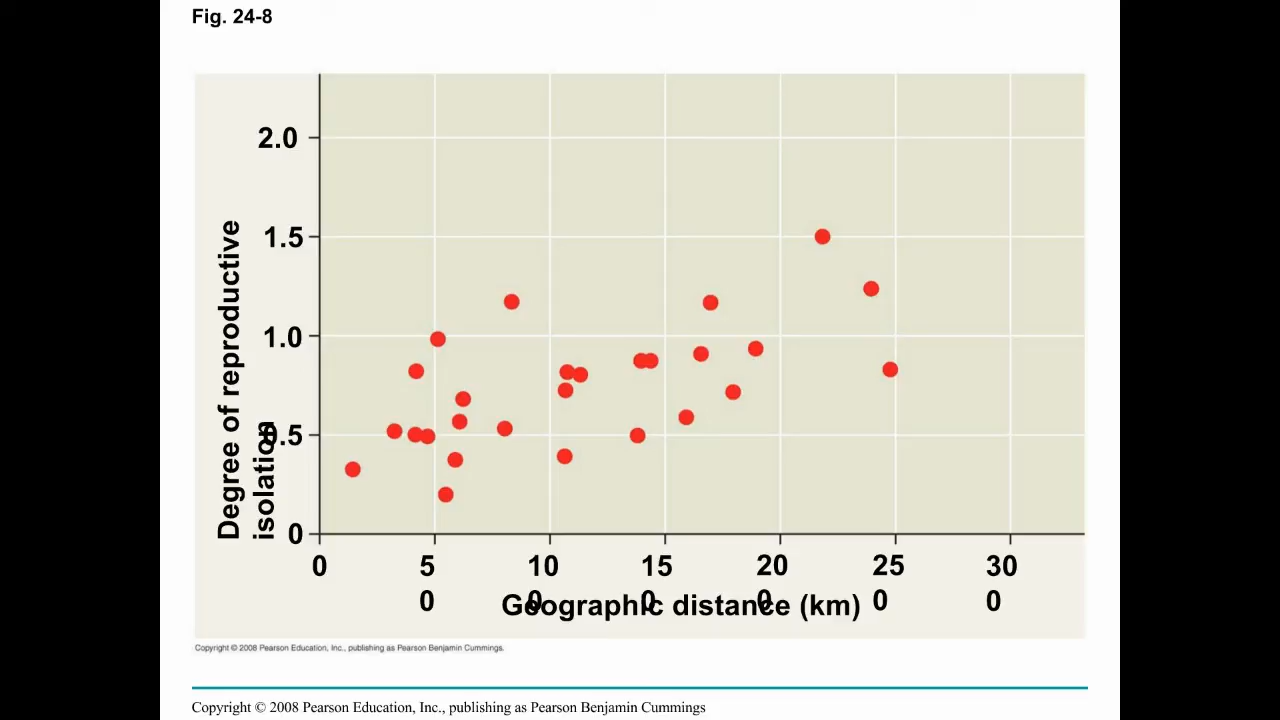 Fig. 24-8
2.0
1.5
1.0
0.5
0
Degree of reproductive
isolation
0 5 10 15 20 25 30
0 0 0 0 0 0
Geographic distance (km)
Copyright © 2008 Pearson Education, Inc., publishing as Pearson Benjamin Cummings.
Copyright © 2008 Pearson Education, Inc., publishing as Pearson Benjamin Cummings